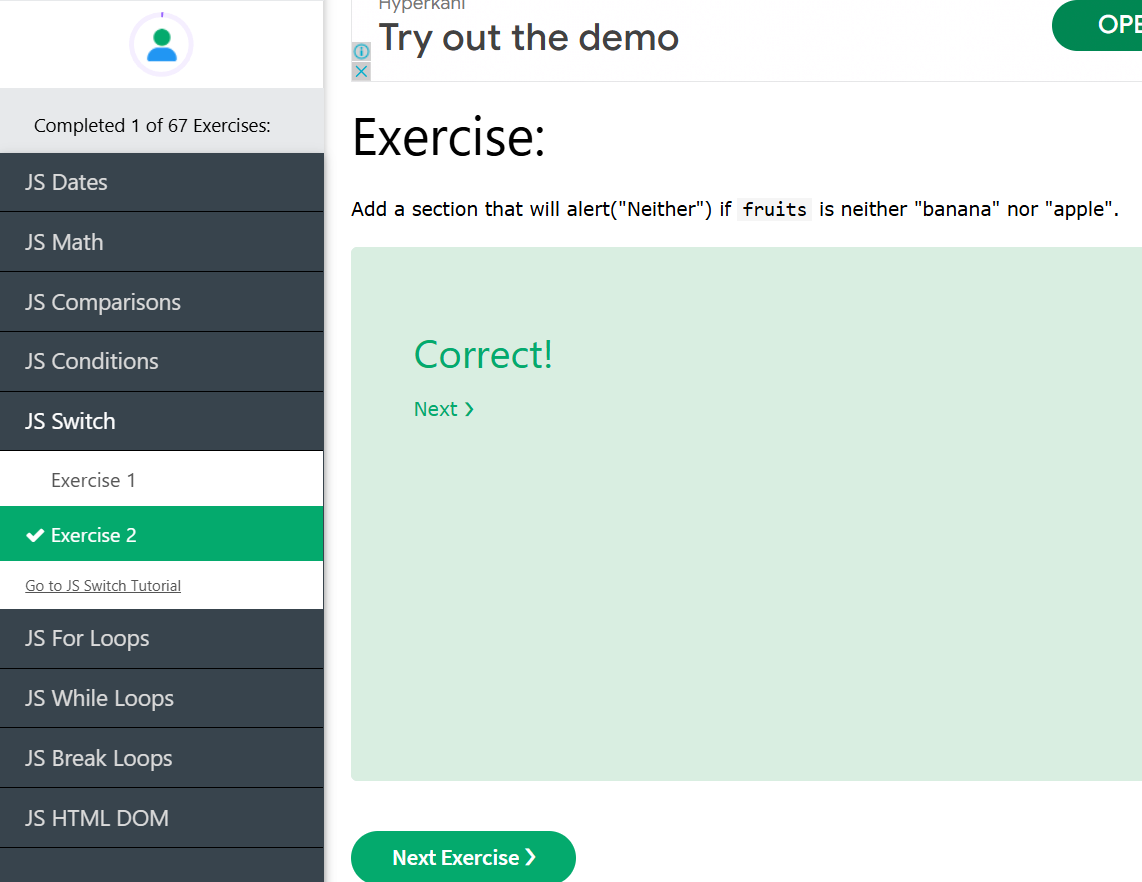 Hyperkani
Try out the demo
Completed 1 of 67 Exercises:
JS Dates
JS Math
JS Comparisons
JS Conditions
JS Switch
Exercise 1
Exercise 2
Go to JS Switch Tutorial
JS For Loops
JS While Loops
JS Break Loops
JS HTML DOM
Exercise:
Add a section that will alert("Neither") if fruits is neither "banana" nor "apple".
Correct!
Next ❯
Next Exercise ❯